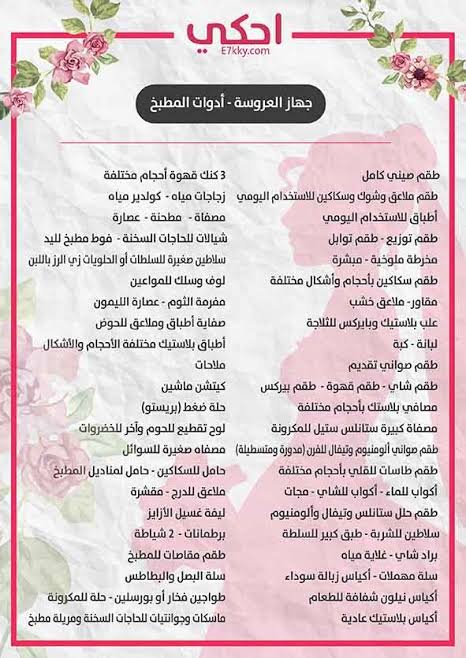 احكي
E7kky.com
جهاز العروسة - أدوات المطبخ
طقم صيني كامل
طقم ملاعق وشوك وسكاكين للاستخدام اليومي
أطباق للاستخدام اليومي
طقم توزيع - طقم توابل
مخرطة ملوخية - مبشرة
طقم سكاكين بأحجام وأشكال مختلفة
مقاور- ملاعق خشب
علب بلاستيك وبايركس للثلاجة
لبانة - كبة
طقم صواني تقديم
طقم شاي - طقم قهوة - طقم بيركس
مصافي بلاستك بأحجام مختلفة
مصفاة كبيرة ستانلس ستيل للمكرونة
طقم صواني ألومنيوم وتيفال للفرن (مدورة ومتسطيلة)
طقم طاسات للقلي بأحجام مختلفة
أكواب للماء - أكواب للشاي - مجات
طقم حلل ستانلس وتيفال وألومنيوم
سلاطين للشربة - طبق كبير للسلطة
براد شاي - غلاية مياه
سلة مهملات - أكياس زبالة سوداء
أكياس نيلون شفافة للطعام
أكياس بلاستيك عادية
3 كنك قهوة أحجام مختلفة
زجاجات مياه - كولدير مياه
مصفاة - مطحنة - عصارة
شيالات للحاجات السخنة - فوط مطبخ لليد
سلاطين صغيرة للسلطات أو الحلويات زي الرز باللبن
لوف وسلك للمواعين
مفرمة الثوم - عصارة الليمون
صفاية أطباق وملاعق للحوض
أطباق بلاستيك مختلفة الأحجام والأشكال
ملاحات
كيتشن ماشين
حلة ضغط (بريستو)
لوح تقطيع للحوم وآخر للخضروات
مصفاه صغيرة للسوائل
حامل للسكاكين - حامل لمناديل المطبخ
ملاعق للدرج - مقشرة
ليفة غسيل الأزايز
برطمانات - 2 شياطة
طقم مقاصات للمطبخ
سلة البصل والبطاطس
طواجين فخار أو بورسلين - حلة للمكرونة
ماسكات وجوانتيات للحاجات السخنة ومريلة مطبخ